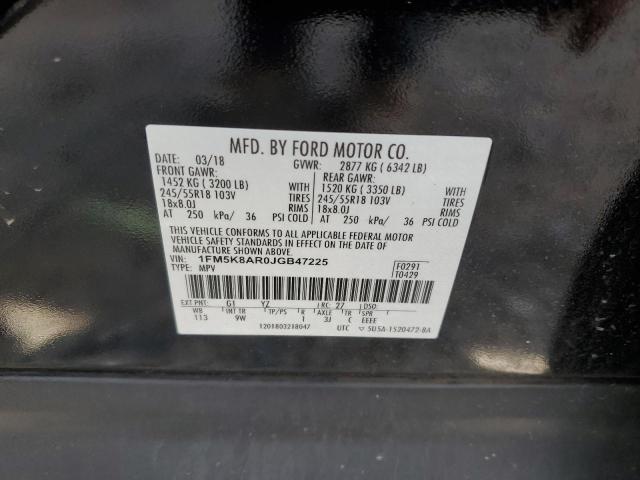 MFD. BY FORD MOTOR CO.
DATE: 03/18 GVWR: 2877 KG ( 6342 LB)
FRONT GAWR: REAR GAWR:
1452 KG ( 3200 LB) WITH 1520 KG ( 3350 LB) WITH
245/55R18 103V TIRES 245/55R18 103V TIRES
18x8.0J RIMS 18x8.0J RIMS
AT 250 kPa/ 36 PSI COLD AT 250 kPa/ 36 PSI COLD
THIS VEHICLE CONFORMS TO ALL APPLICABLE FEDERAL MOTOR
VEHICLE SAFETY STANDARDS IN EFFECT ON THE DATE
OF MANUFACTURE SHOWN ABOVE.
VIN: 1FM5K8AR0JGB47225
TYPE: MPV
F0291
T0429
EXT PNT: G1 YZ RC: 27 DSO:
WB INT TR TP/PS R AXLE TR SPR
113 9W 1 3J C EEEE
1201803218047 UTC 5U5A-1520472-BA